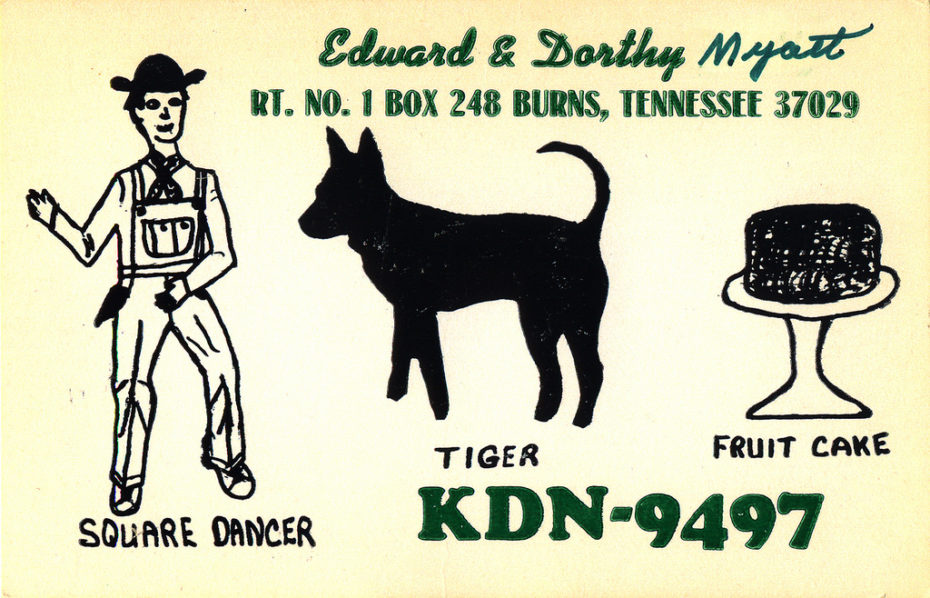 Edward & Dorthy Myatt
RT. NO. 1 BOX 248 BURNS, TENNESSEE 37029
TIGER
FRUIT CAKE
SQUARE DANCER
KDN-9497